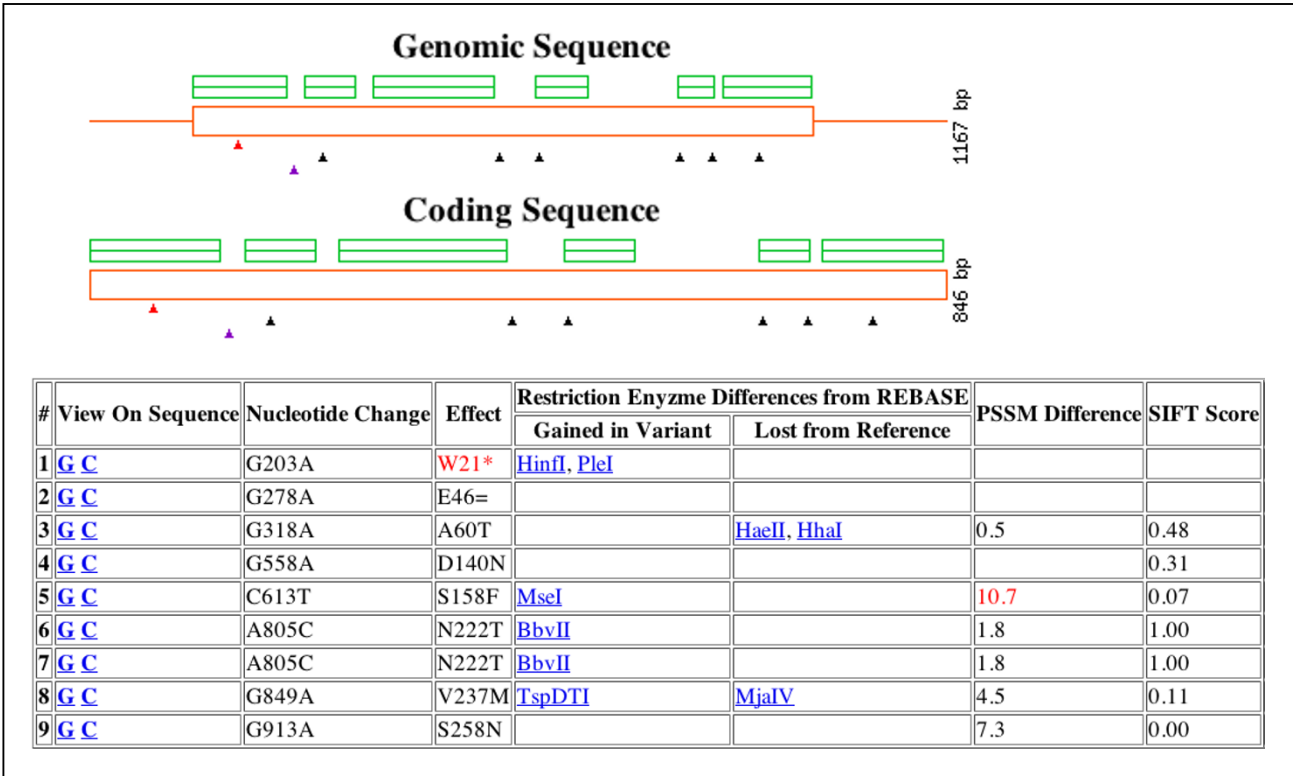 Genomic Sequence
1167 bp
Coding Sequence
846 bp
# View On Sequence Nucleotide Change Effect Restriction Enyzme Differences from REBASE PSSM Difference SIFT Score
Gained in Variant Lost from Reference
1 G C G203A W21* HinfI, PleI
2 G C G278A E46=
3 G C G318A A60T HaeII, HhaI 0.5 0.48
4 G C G558A D140N 0.31
5 G C C613T S158F MseI 10.7 0.07
6 G C A805C N222T BbvII 1.8 1.00
7 G C A805C N222T BbvII 1.8 1.00
8 G C G849A V237M TspDTI MjaIV 4.5 0.11
9 G C G913A S258N 7.3 0.00